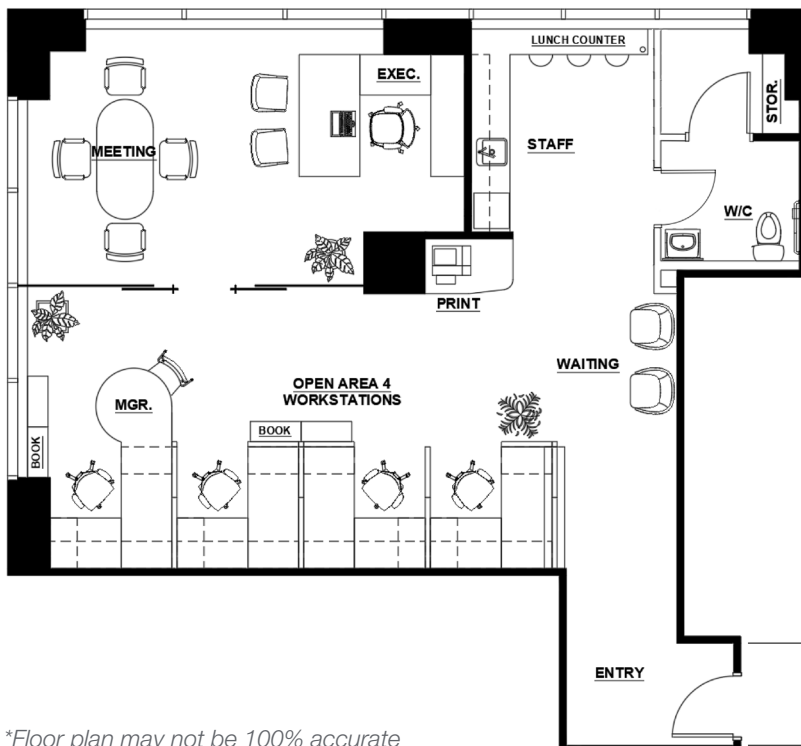 LUNCH COUNTER
EXEC.
STOR.
MEETING
STAFF
W/C
PRINT
WAITING
OPEN AREA 4
WORKSTATIONS
MGR.
BOOK
BOOK
ENTRY
*Floor plan may not be 100% accurate